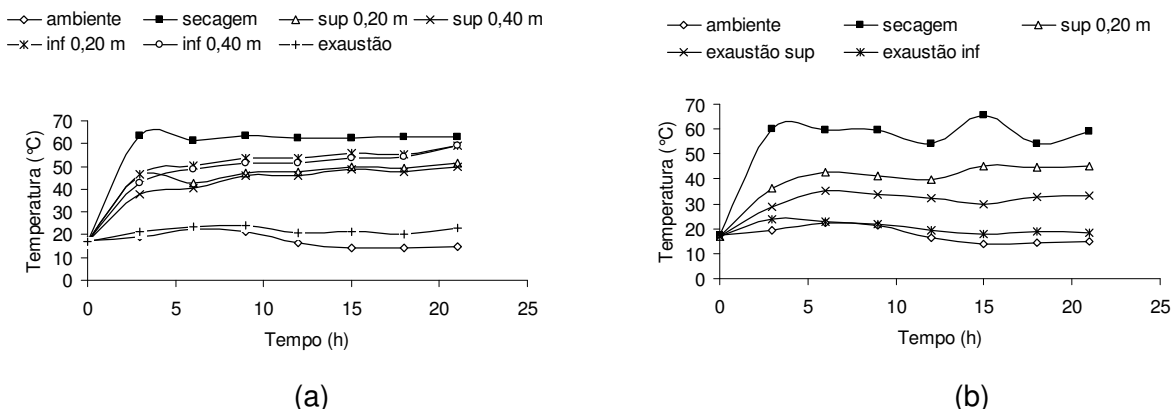 ambiente secagem sup 0,20 m sup 0,40 m
inf 0,20 m inf 0,40 m exaustão
Temperatura (°C)
70
60
50
40
30
20
10
0
0 5 10 15 20 25
Tempo (h)
(a)
ambiente secagem sup 0,20 m
exaustão sup exaustão inf
Temperatura (°C)
70
60
50
40
30
20
10
0
0 5 10 15 20 25
Tempo (h)
(b)